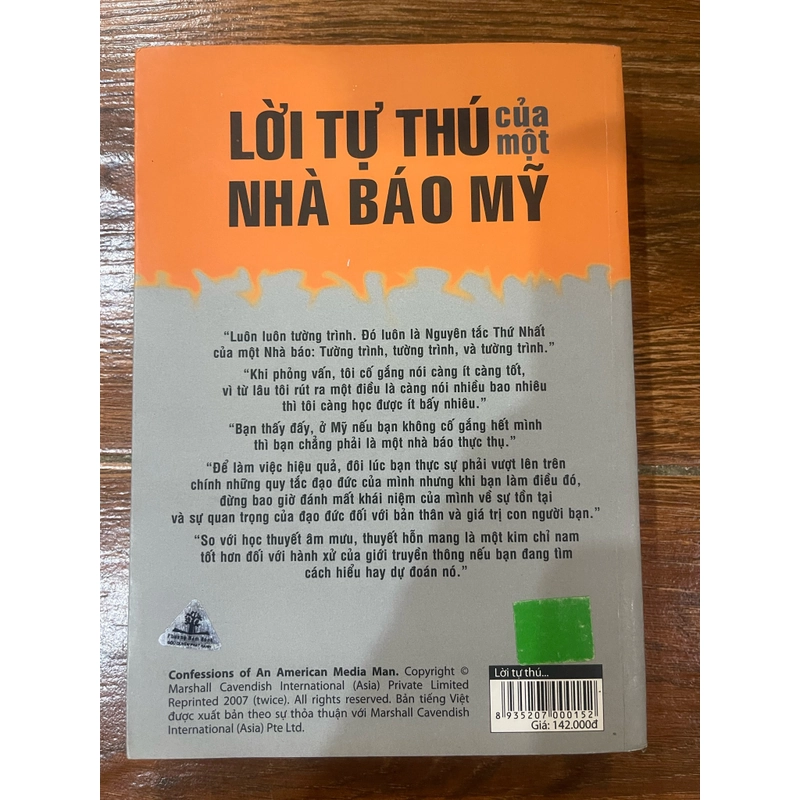 LỜI TỰ THÚ của một
NHÀ BÁO MỸ
“Luôn luôn tường trình. Đó luôn là Nguyên tắc Thứ Nhất
của một Nhà báo: Tường trình, tường trình, và tường trình.”
“Khi phỏng vấn, tôi cố gắng nói càng ít càng tốt,
vì từ lâu tôi rút ra một điều là càng nói nhiều bao nhiêu
thì tôi càng học được ít bấy nhiêu.”
“Bạn thấy đấy, ở Mỹ nếu bạn không cố gắng hết mình
thì bạn chẳng phải là một nhà báo thực thụ.”
“Để làm việc hiệu quả, đôi lúc bạn thực sự phải vượt lên trên
chính những quy tắc đạo đức của mình nhưng khi bạn làm điều đó,
đừng bao giờ đánh mất khái niệm của mình về sự tồn tại
và sự quan trọng của đạo đức đối với bản thân và giá trị con người bạn.”
“So với học thuyết âm mưu, thuyết hỗn mang là một kim chỉ nam
tốt hơn đối với hành xử của giới truyền thông nếu bạn đang tìm
cách hiểu hay dự đoán nó.”
Phuong Nam Book
Confessions of An American Media Man. Copyright ©
Marshall Cavendish International (Asia) Private Limited
Reprinted 2007 (twice). All rights reserved. Bản tiếng Việt
được xuất bản theo sự thỏa thuận với Marshall Cavendish
International (Asia) Pte Ltd.
Lời tự thú...
8 935207 000152
Giá: 142.000đ